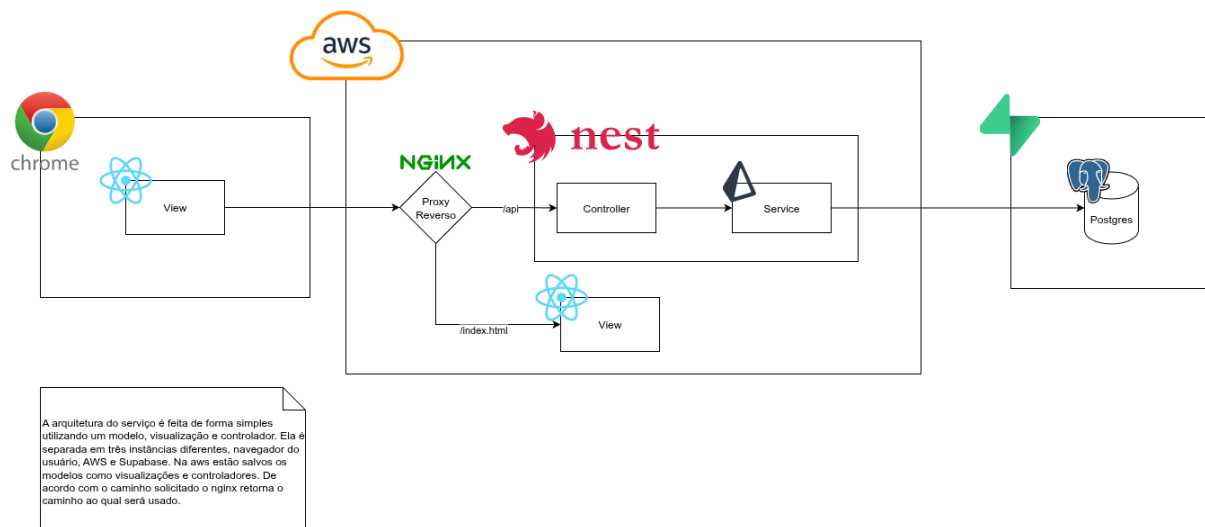 aws
chrome
NGINX
nest
View
Proxy
Reverso
/api
Controller
Service
Postgres
/index.html
View
A arquitetura do serviço é feita de forma simples
utilizando um modelo, visualização e controlador. Ela é
separada em três instâncias diferentes, navegador do
usuário, AWS e Supabase. Na aws estão salvos os
modelos como visualizações e controladores. De
acordo com o caminho solicitado o nginx retorna o
caminho ao qual será usado.